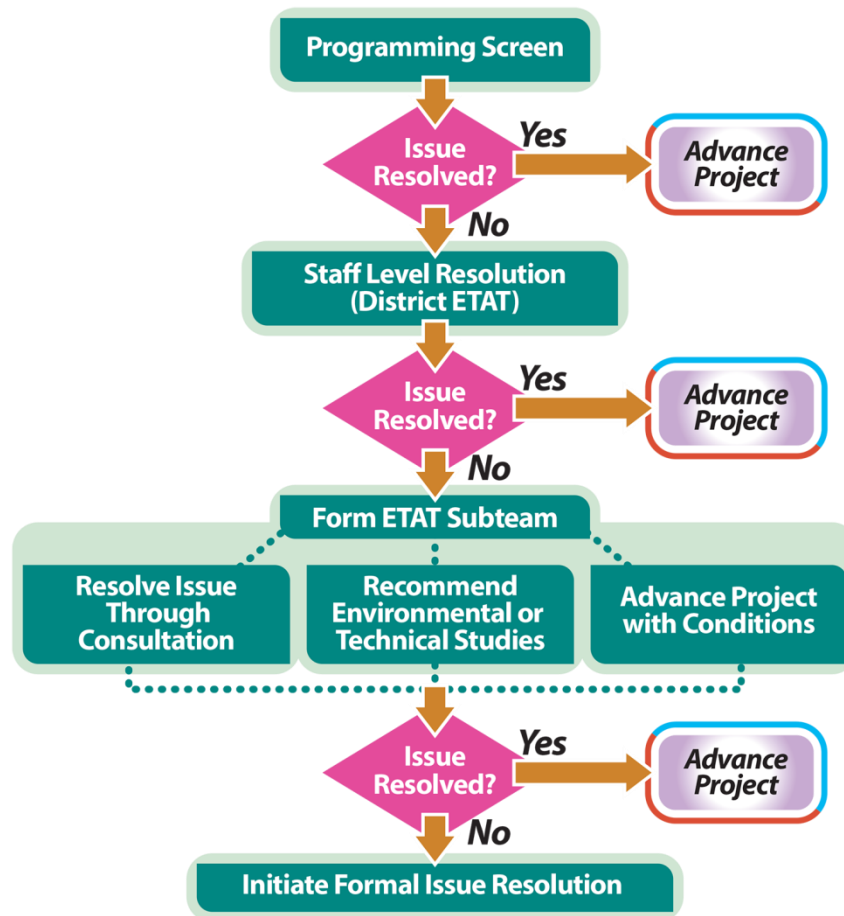 Programming Screen
Issue
Resolved?
Yes
Advance
Project
No
Staff Level Resolution
(District ETAT)
Issue
Resolved?
Yes
Advance
Project
No
Form ETAT Subteam
Resolve Issue
Through
Consultation
Recommend
Environmental or
Technical Studies
Advance Project
with Conditions
Issue
Resolved?
Yes
Advance
Project
No
Initiate Formal Issue Resolution